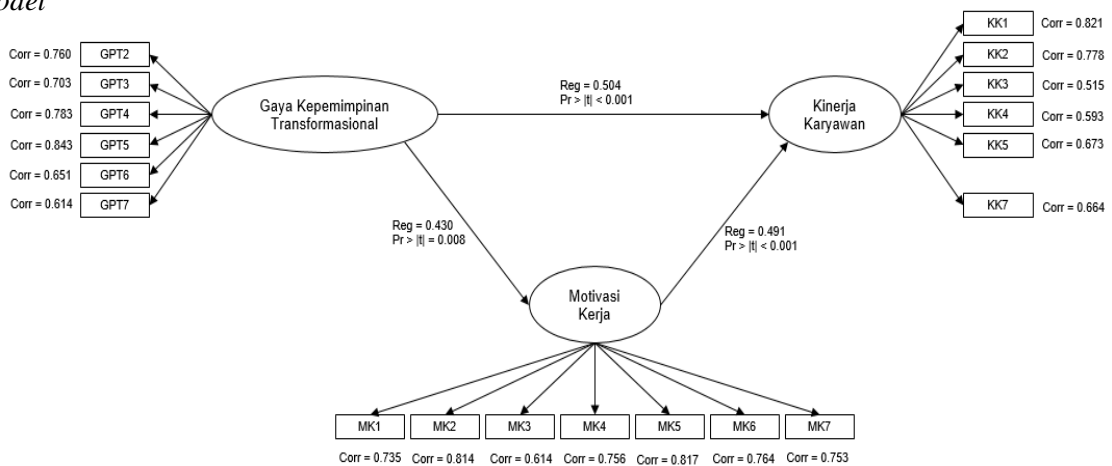 Corr = 0.760 GPT2
Corr = 0.703 GPT3
Corr = 0.783 GPT4
Corr = 0.843 GPT5
Corr = 0.651 GPT6
Corr = 0.614 GPT7
Gaya Kepemimpinan
Transformasional
Reg = 0.504
Pr > |t| < 0.001
Kinerja
Karyawan
KK1 Corr = 0.821
KK2 Corr = 0.778
KK3 Corr = 0.515
KK4 Corr = 0.593
KK5 Corr = 0.673
KK7 Corr = 0.664
Reg = 0.430
Pr > |t| = 0.008
Reg = 0.491
Pr > |t| < 0.001
Motivasi
Kerja
MK1 MK2 MK3 MK4 MK5 MK6 MK7
Corr = 0.735 Corr = 0.814 Corr = 0.614 Corr = 0.756 Corr = 0.817 Corr = 0.764 Corr = 0.753